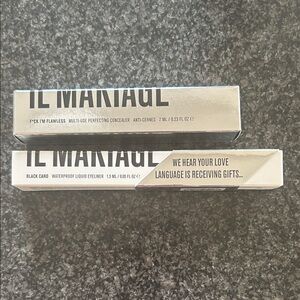 IL MAKIAGE
F*CK I'M FLAWLESS MULTI-USE PERFECTING CONCEALER ANTI-CERNES 7 ML / 0.23 FL OZ ℮
IL MAKIAGE
BLACK CARD WATERPROOF LIQUID EYELINER 1.5 ML / 0.05 FL OZ ℮
WE HEAR YOUR LOVE
LANGUAGE IS RECEIVING GIFTS...